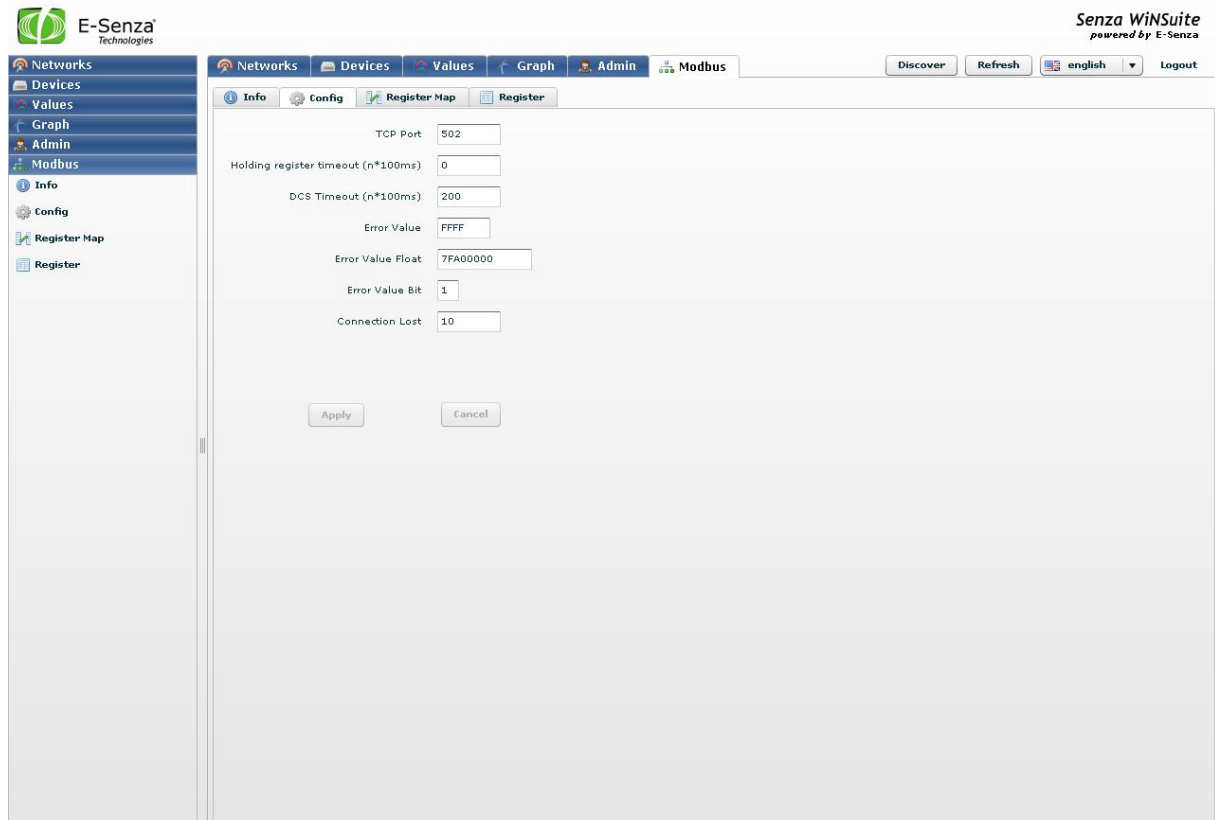 E-Senza
Technologies
Senza WiNSuite
powered by E-Senza
Networks
Devices
Values
Graph
Admin
Modbus
Info
Config
Register Map
Register
Networks Devices Values Graph Admin Modbus
Discover Refresh english Logout
Info Config Register Map Register
TCP Port 502
Holding register timeout (n*100ms) 0
DCS Timeout (n*100ms) 200
Error Value FFFF
Error Value Float 7FA00000
Error Value Bit 1
Connection Lost 10
Apply Cancel